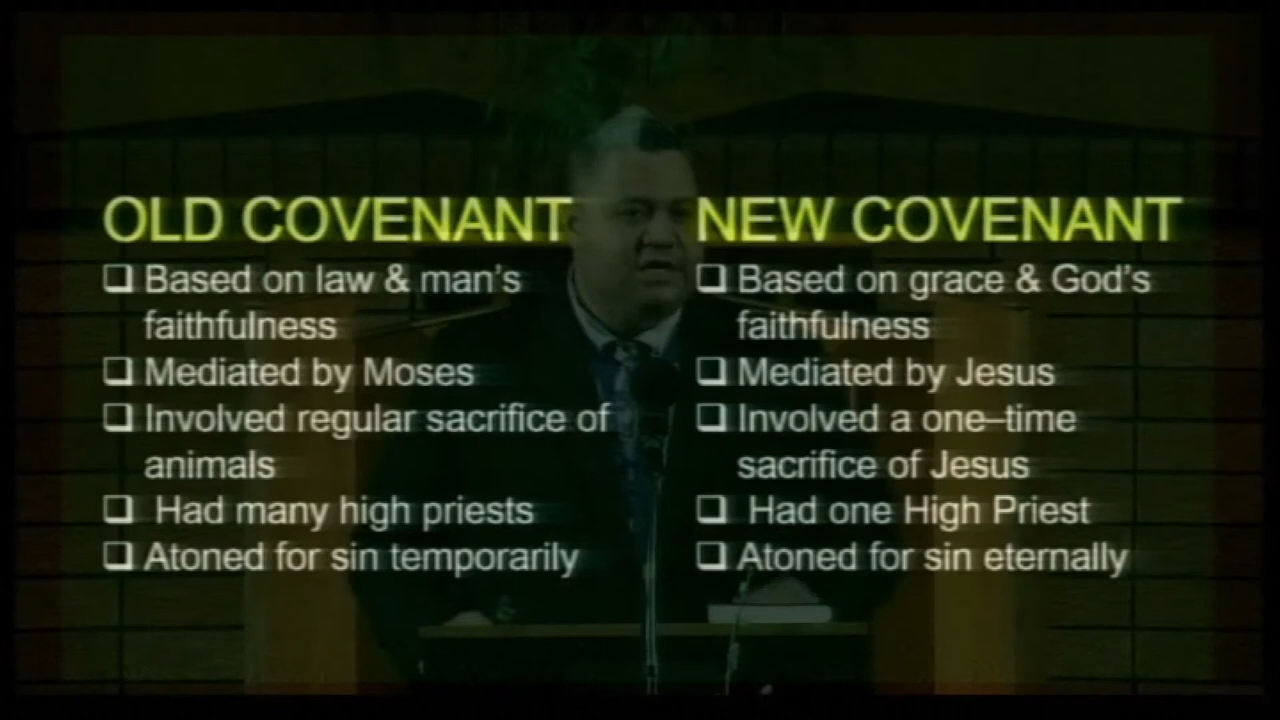 OLD COVENANT
❑ Based on law & man's
faithfulness
❑ Mediated by Moses
❑ Involved regular sacrifice of
animals
❑ Had many high priests
❑ Atoned for sin temporarily
NEW COVENANT
❑ Based on grace & God's
faithfulness
❑ Mediated by Jesus
❑ Involved a one–time
sacrifice of Jesus
❑ Had one High Priest
❑ Atoned for sin eternally